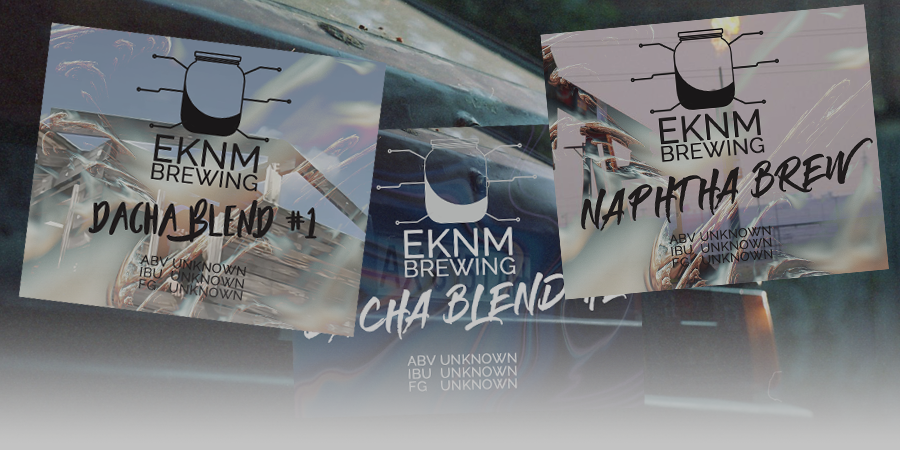 EKNM
BREWING
DACHA BLEND #1
ABV UNKNOWN
IBU UNKNOWN
FG UNKNOWN
EKNM
BREWING
DACHA BLEND
ABV UNKNOWN
IBU UNKNOWN
FG UNKNOWN
EKNM
BREWING
NAPHTHA BREW
ABV UNKNOWN
IBU UNKNOWN
FG UNKNOWN